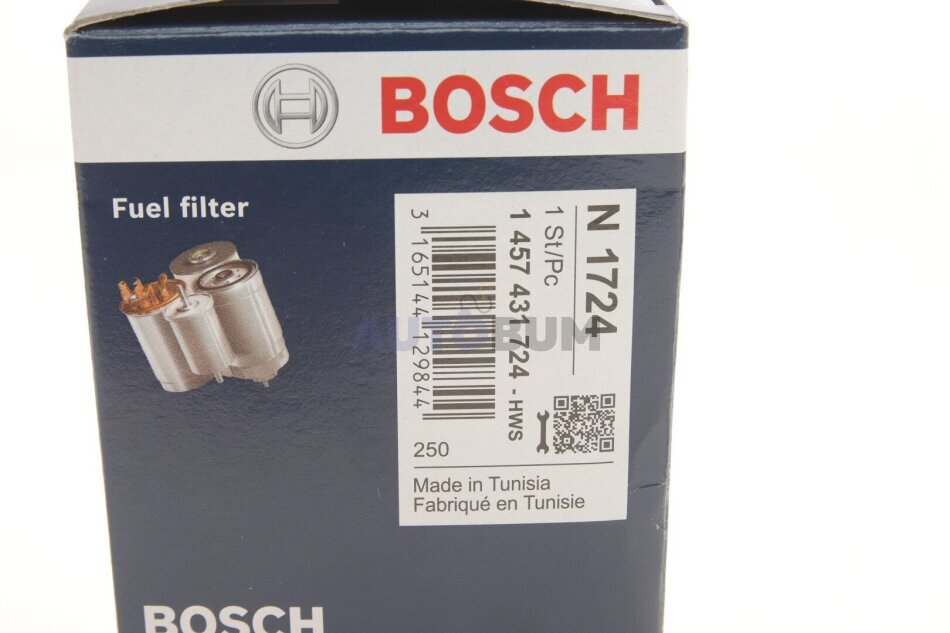 BOSCH
Fuel filter
N 1724
1 St/Pc
1 457 431 724 - HWS
3 165144 129844
250
Made in Tunisia
Fabriqué en Tunisie
AUTOBUM
BOSCH